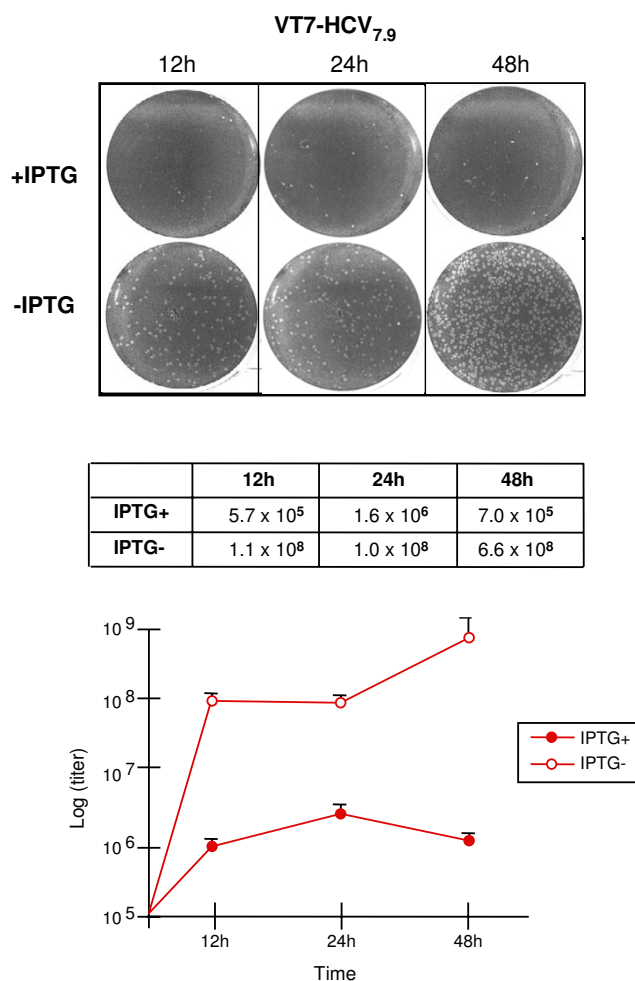 VT7-HCV7.9
12h 24h 48h
+IPTG
-IPTG
12h 24h 48h
IPTG+ 5.7 x 10⁵ 1.6 x 10⁶ 7.0 x 10⁵
IPTG- 1.1 x 10⁸ 1.0 x 10⁸ 6.6 x 10⁸
10⁹
10⁸
10⁷
10⁶
10⁵
Log (titer)
IPTG+
IPTG-
12h 24h 48h
Time